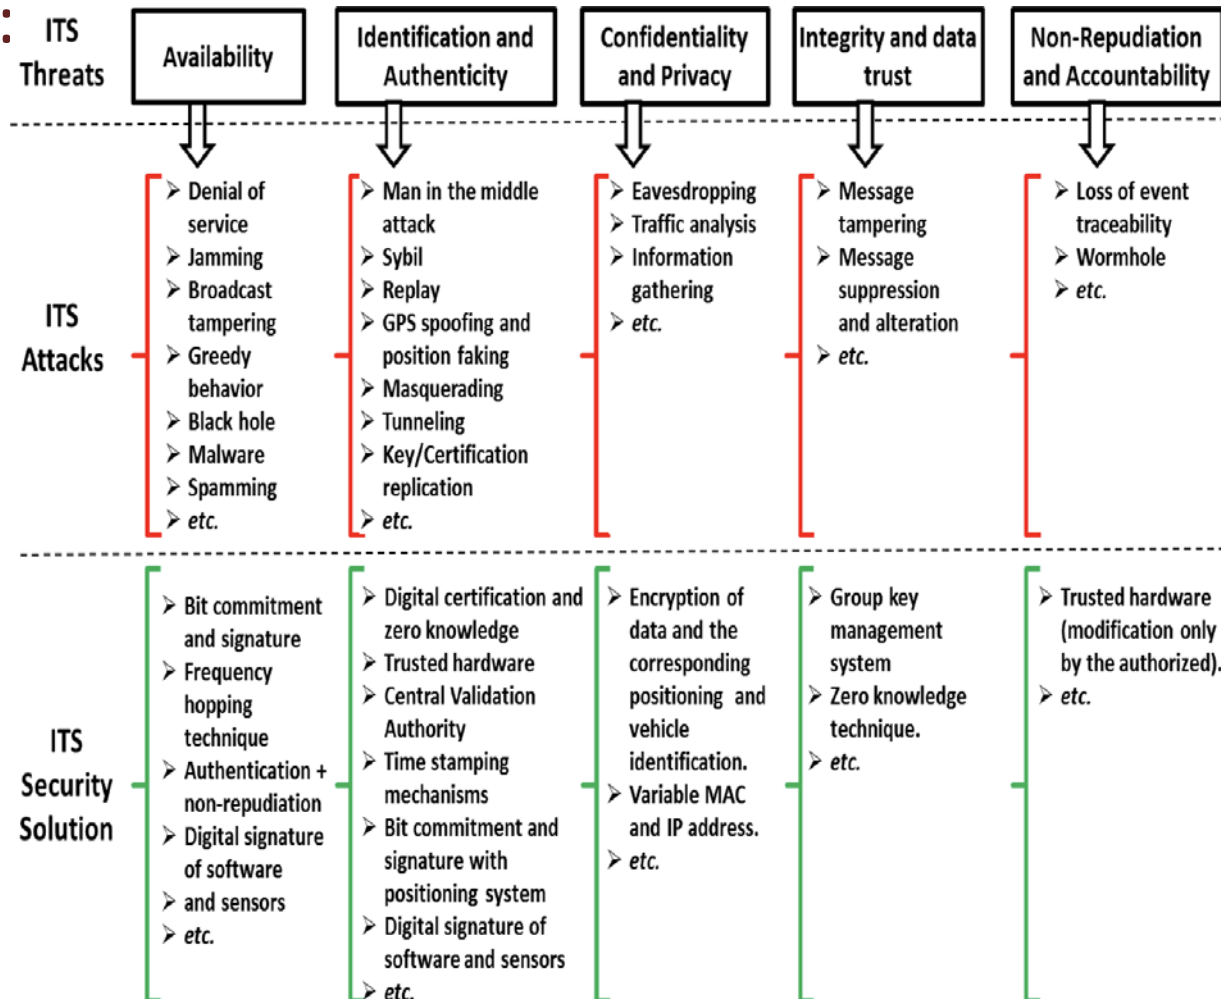 ITS
Threats
Availability
Identification and
Authenticity
Confidentiality
and Privacy
Integrity and data
trust
Non-Repudiation
and Accountability
ITS
Attacks
➢ Denial of
service
➢ Jamming
➢ Broadcast
tampering
➢ Greedy
behavior
➢ Black hole
➢ Malware
➢ Spamming
➢ etc.
➢ Man in the middle
attack
➢ Sybil
➢ Replay
➢ GPS spoofing and
position faking
➢ Masquerading
➢ Tunneling
➢ Key/Certification
replication
➢ etc.
➢ Eavesdropping
➢ Traffic analysis
➢ Information
gathering
➢ etc.
➢ Message
tampering
➢ Message
suppression
and alteration
➢ etc.
➢ Loss of event
traceability
➢ Wormhole
➢ etc.
ITS
Security
Solution
➢ Bit commitment
and signature
➢ Frequency
hopping
technique
➢ Authentication +
non-repudiation
➢ Digital signature
of software
➢ and sensors
➢ etc.
➢ Digital certification and
zero knowledge
➢ Trusted hardware
➢ Central Validation
Authority
➢ Time stamping
mechanisms
➢ Bit commitment and
signature with
positioning system
➢ Digital signature of
software and sensors
➢ etc.
➢ Encryption of
data and the
corresponding
positioning and
vehicle
identification.
➢ Variable MAC
and IP address.
➢ etc.
➢ Group key
management
system
➢ Zero knowledge
technique.
➢ etc.
➢ Trusted hardware
(modification only
by the authorized).
➢ etc.